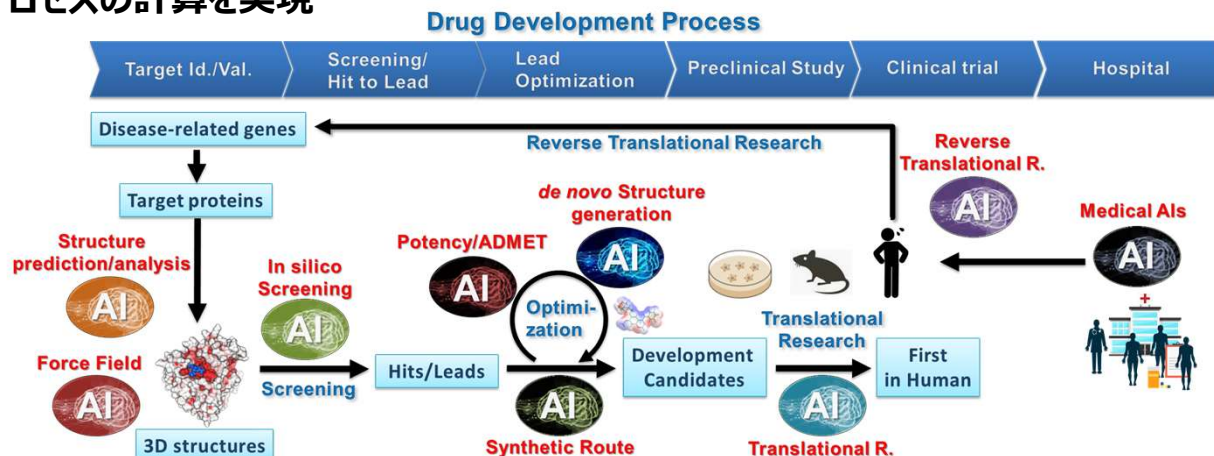 ロセスの計算を実現
Drug Development Process
Target Id./Val.
Screening/
Hit to Lead
Lead
Optimization
Preclinical Study
Clinical trial
Hospital
Disease-related genes
Reverse Translational Research
Reverse
Translational R.
Target proteins
de novo Structure
generation
AI
Medical AIs
Structure
prediction/analysis
Potency/ADMET
AI
AI
In silico
Screening
AI
AI
AI
AI
Optimi-
zation
Translational
Research
Force Field
AI
Screening
Hits/Leads
Development
Candidates
First
in Human
AI
AI
3D structures
Synthetic Route
Translational R.